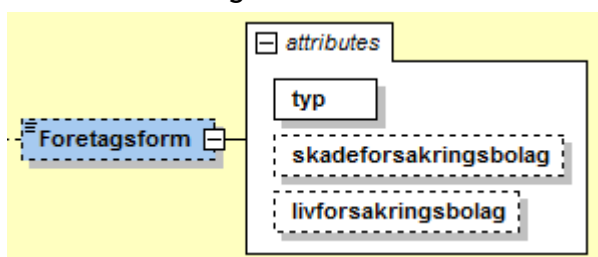 attributes
typ
Foretagsform
skadeforsakringsbolag
livforsakringsbolag